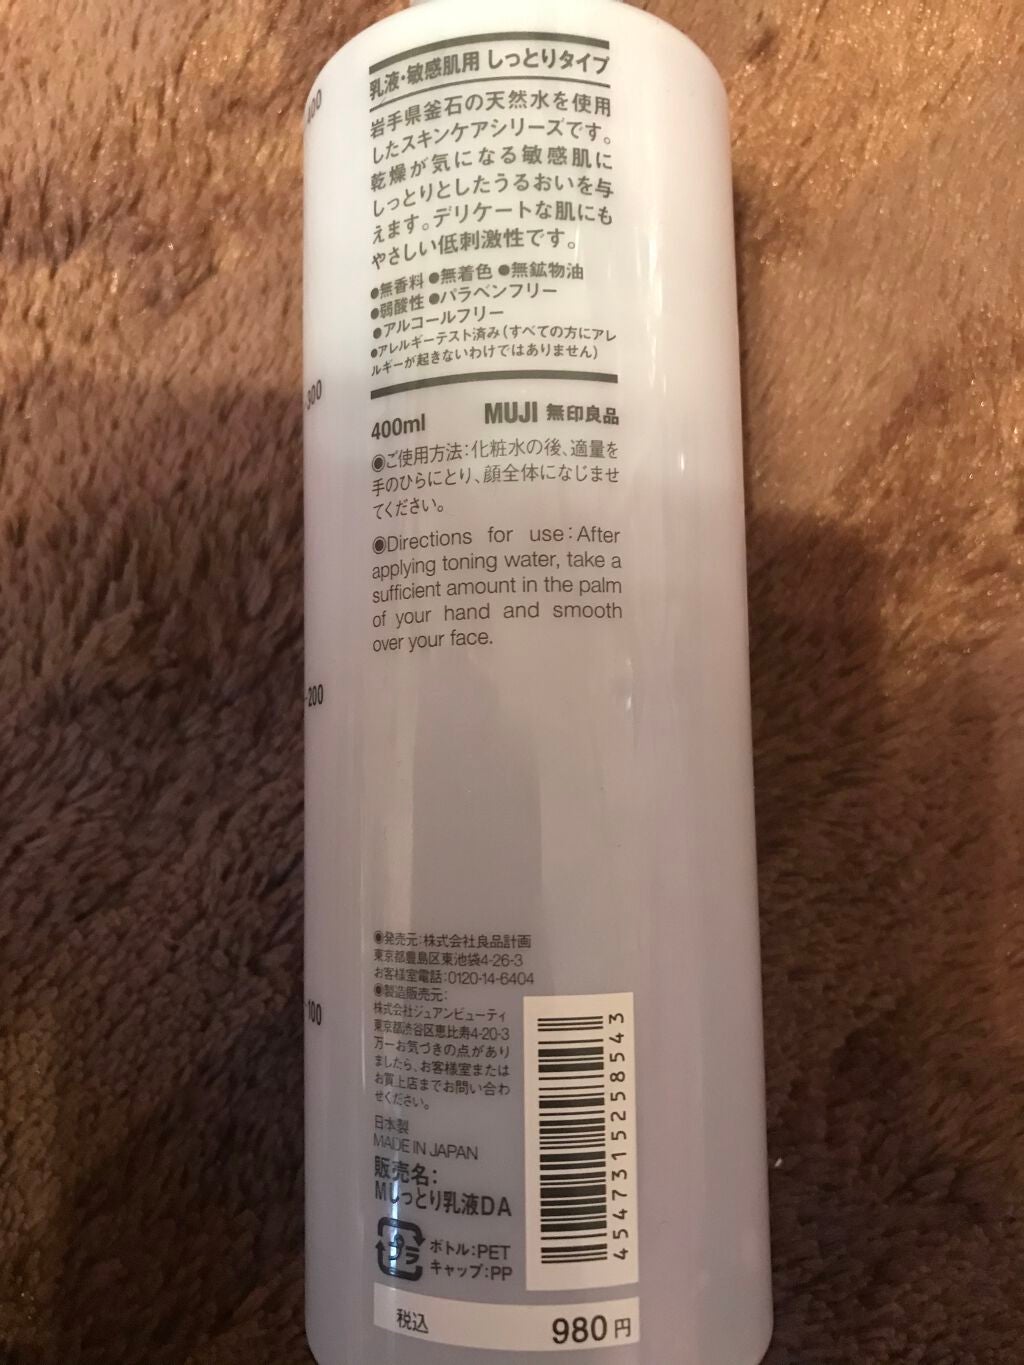 乳液・敏感肌用 しっとりタイプ
岩手県釜石の天然水を使用
したスキンケアシリーズです。
乾燥が気になる敏感肌に
しっとりとしたうるおいを与
えます。デリケートな肌にも
やさしい低刺激性です。
●無香料 ●無着色 ●無鉱物油
●弱酸性 ●パラベンフリー
●アルコールフリー
●アレルギーテスト済み(すべての方にアレ
ルギーが起きないわけではありません)
400ml MUJI 無印良品
◉ご使用方法:化粧水の後、適量を
手のひらにとり、顔全体になじませ
てください。
◉Directions for use:After
applying toning water, take a
sufficient amount in the palm
of your hand and smooth
over your face.
400
300
200
100
◉発売元:株式会社良品計画
東京都豊島区東池袋4-26-3
お客様室電話:0120-14-6404
◉製造販売元:
株式会社ジュアンビューティ
東京都渋谷区恵比寿4-20-3
万一お気づきの点があり
ましたら、お客様室または
お買上店までお問い合わ
せください。
日本製
MADE IN JAPAN
販売名:
Mしっとり乳液DA
プラ
ボトル:PET
キャップ:PP
4547315258543
税込 980円